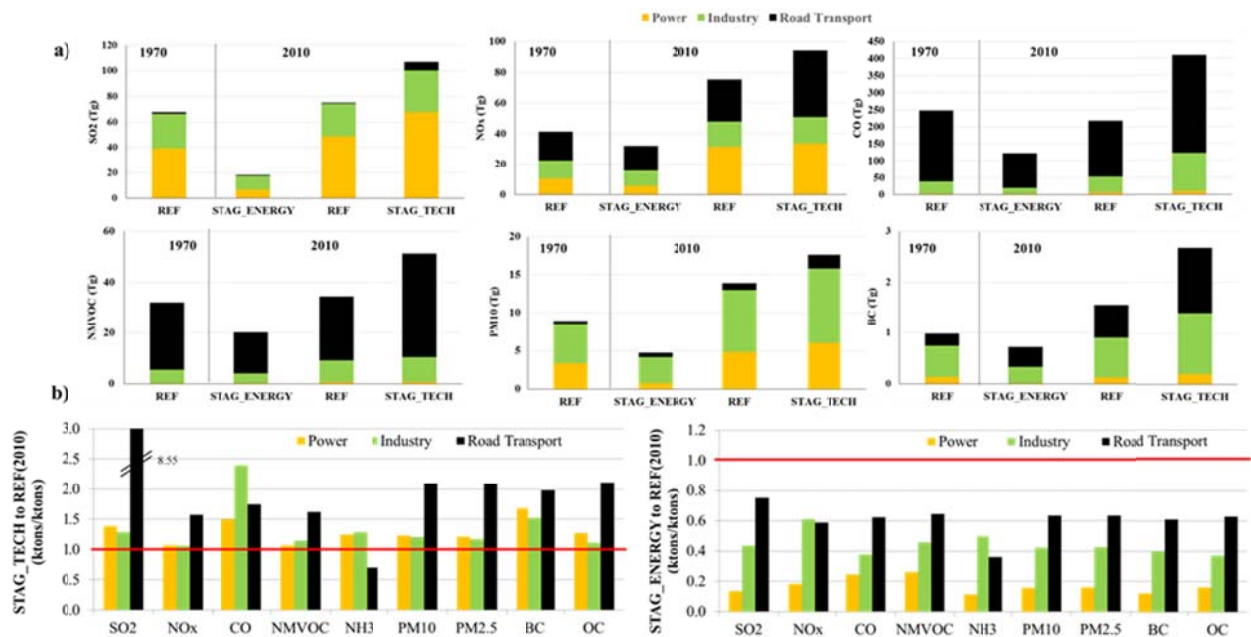 Power Industry Road Transport
a)
1970 2010
SO2 (Tg)
120
100
80
60
40
20
0
REF STAG_ENERGY REF STAG_TECH
1970 2010
NOx (Tg)
100
80
60
40
20
0
REF STAG_ENERGY REF STAG_TECH
1970 2010
CO (Tg)
450
400
350
300
250
200
150
100
50
0
REF STAG_ENERGY REF STAG_TECH
1970 2010
NMVOC (Tg)
60
40
20
0
REF STAG_ENERGY REF STAG_TECH
1970 2010
PM10 (Tg)
20
15
10
5
0
REF STAG_ENERGY REF STAG_TECH
1970 2010
BC (Tg)
3
2
1
0
REF STAG_ENERGY REF STAG_TECH
b)
STAG_TECH to REF(2010)
(ktons/ktons)
3.0
2.5
2.0
1.5
1.0
0.5
0.0
Power Industry Road Transport
8.55
SO2 NOx CO NMVOC NH3 PM10 PM2.5 BC OC
STAG_ENERGY to REF(2010)
(ktons/ktons)
1.2
1.0
0.8
0.6
0.4
0.2
0.0
Power Industry Road Transport
SO2 NOx CO NMVOC NH3 PM10 PM2.5 BC OC